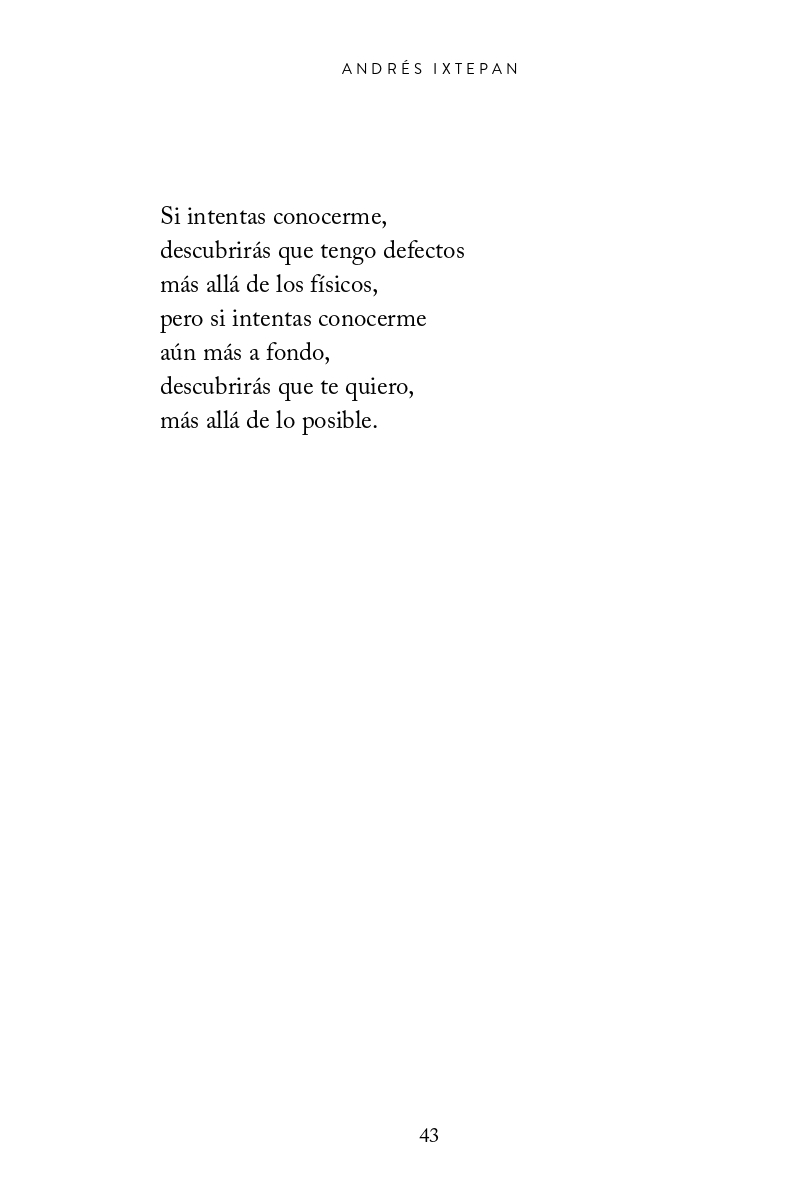 ANDRÉS IXTEPAN
Si intentas conocerme,
descubrirás que tengo defectos
más allá de los físicos,
pero si intentas conocerme
aún más a fondo,
descubrirás que te quiero,
más allá de lo posible.
43